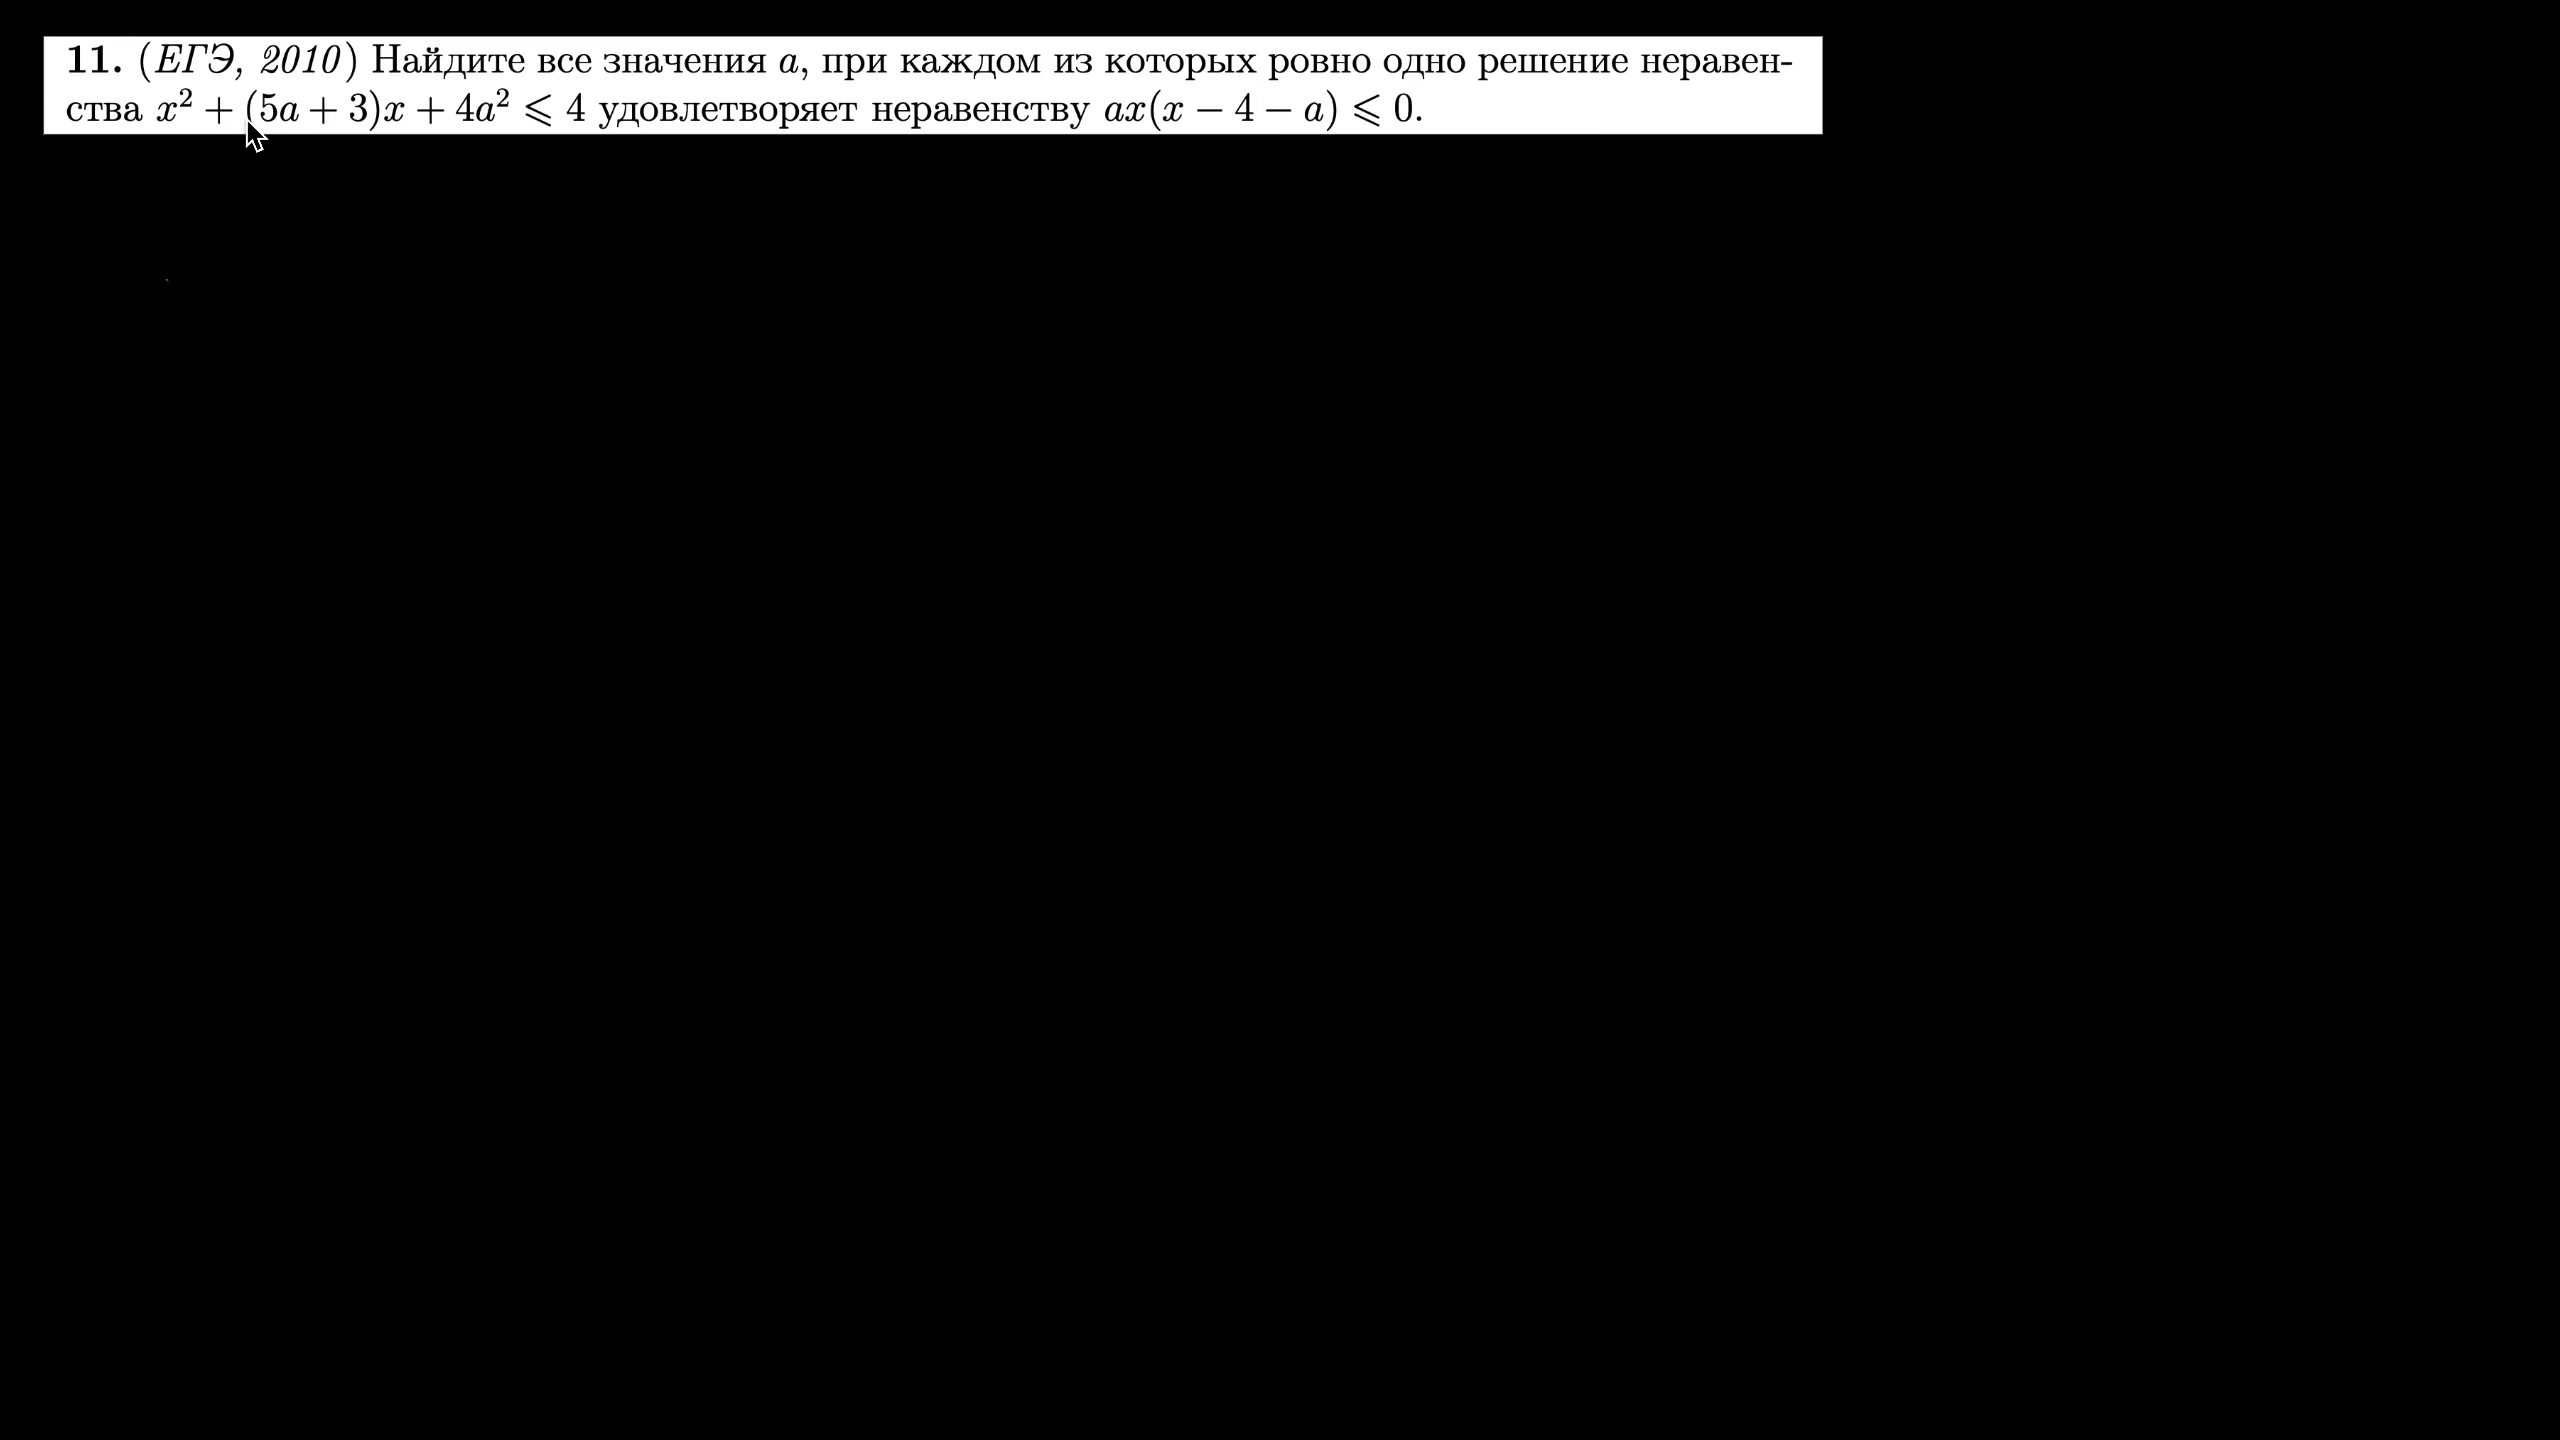 11. (ЕГЭ, 2010) Найдите все значения a, при каждом из которых ровно одно решение неравен-
ства x² + (5a + 3)x + 4a² ⩽ 4 удовлетворяет неравенству ax(x − 4 − a) ⩽ 0.